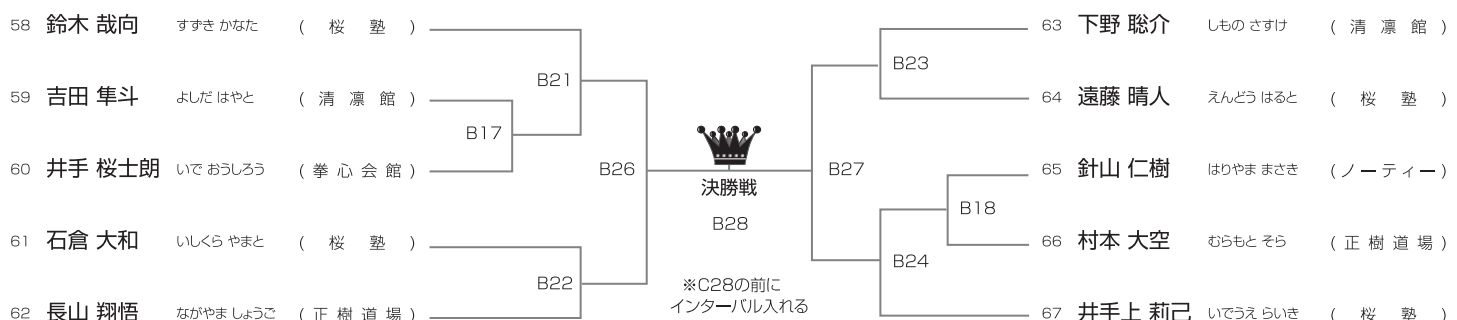 58 鈴木 哉向 すずき かなた ( 桜 塾 )
59 吉田 隼斗 よしだ はやと ( 清 凛 館 )
60 井手 桜士朗 いで おうしろう ( 拳 心 会 館 )
61 石倉 大和 いしくら やまと ( 桜 塾 )
62 長山 翔悟 ながやま しょうご ( 正 樹 道 場 )
B21
B17
B26
B22
決勝戦
B28
※C28の前に
インターバル入れる
B23
B27
B18
B24
63 下野 聡介 しもの さすけ ( 清 凛 館 )
64 遠藤 晴人 えんどう はると ( 桜 塾 )
65 針山 仁樹 はりやま まさき ( ノ ー テ ィ ー )
66 村本 大空 むらもと そら ( 正 樹 道 場 )
67 井手上 莉己 いでうえ らいき ( 桜 塾 )